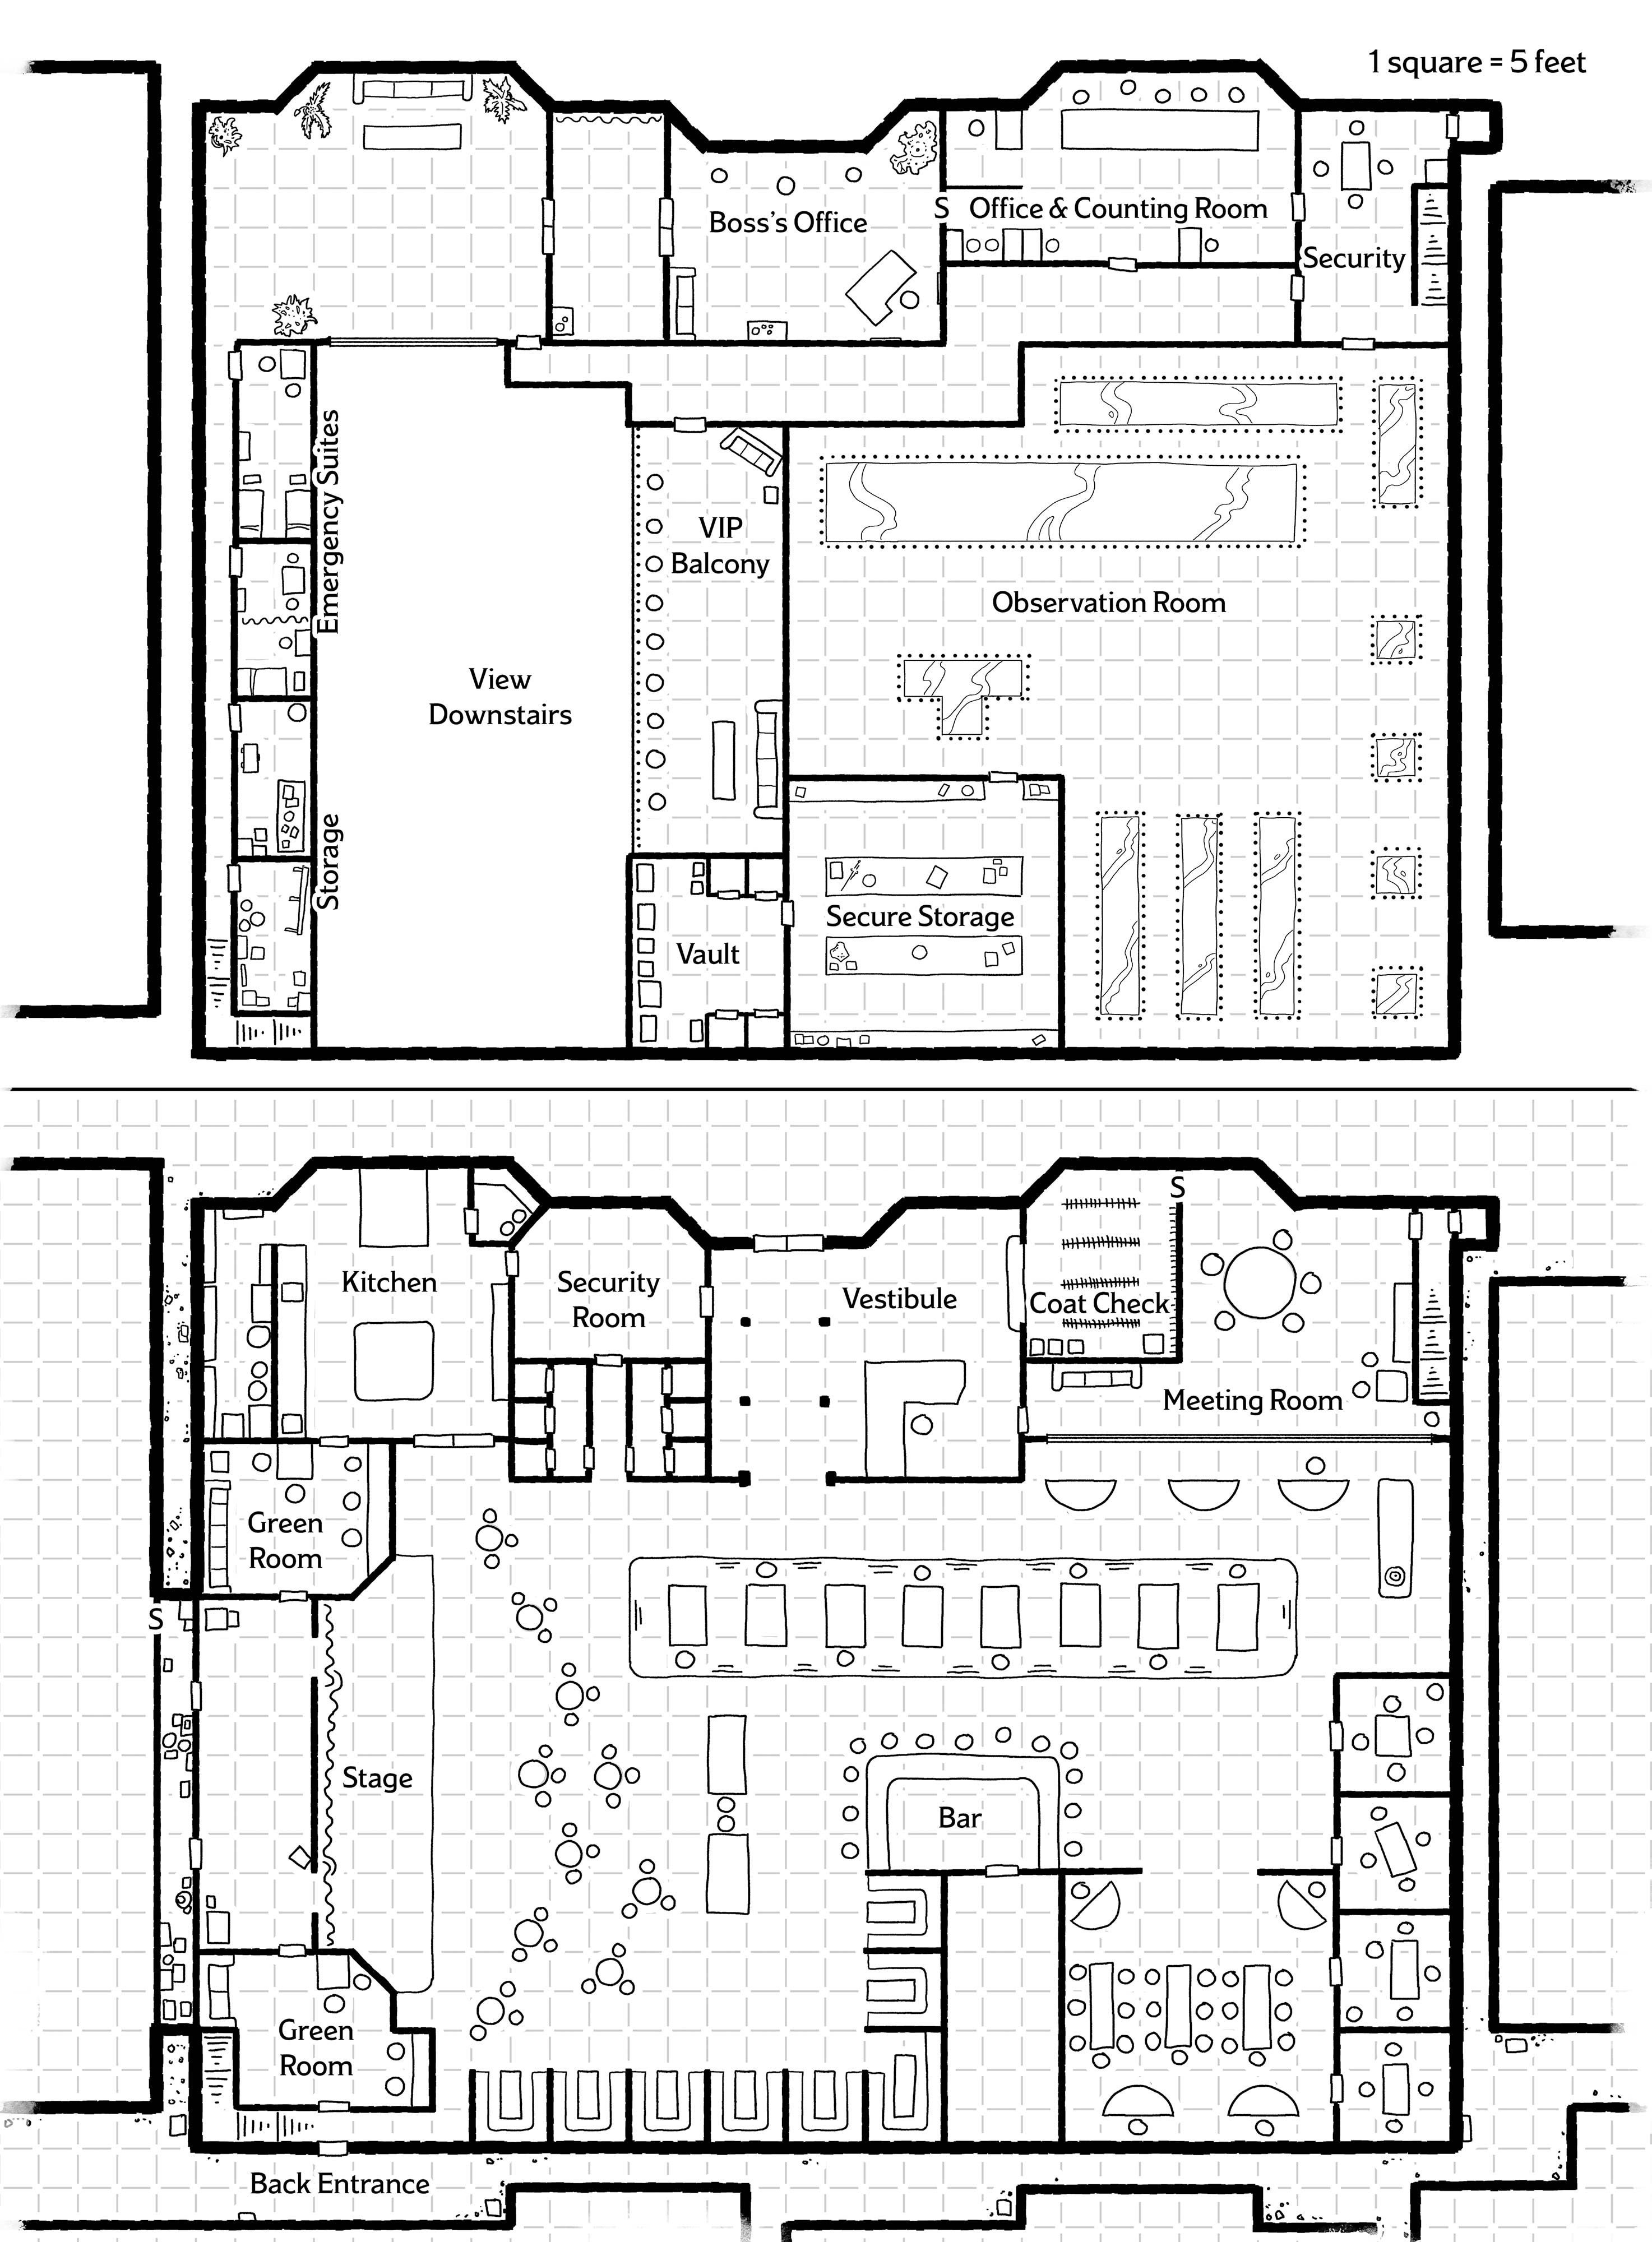 1 square = 5 feet
Boss's Office
S
Office & Counting Room
Security
Emergency Suites
VIP
Balcony
Observation Room
View
Downstairs
Storage
Secure Storage
Vault
S
Kitchen
Security
Room
Vestibule
Coat Check
Meeting Room
Green
Room
S
Stage
Bar
Green
Room
Back Entrance